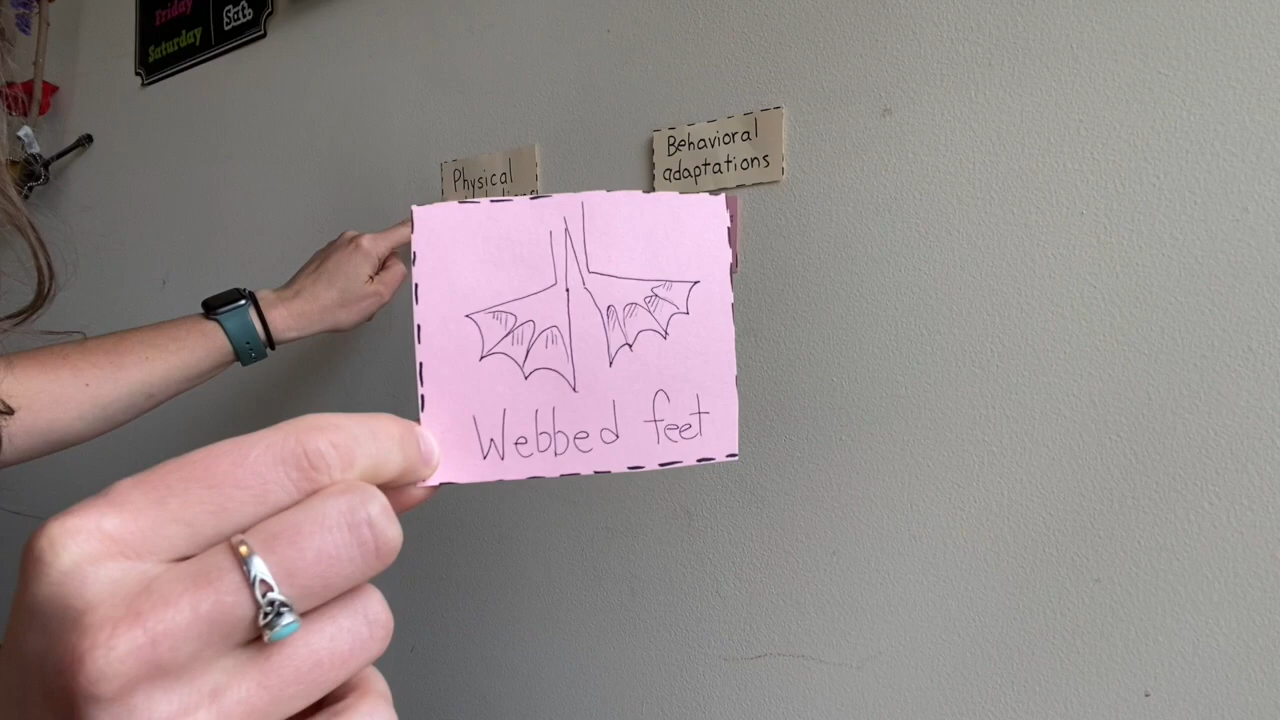 Friday
Saturday
Sat.
Physical
Behavioral
adaptations
Webbed feet